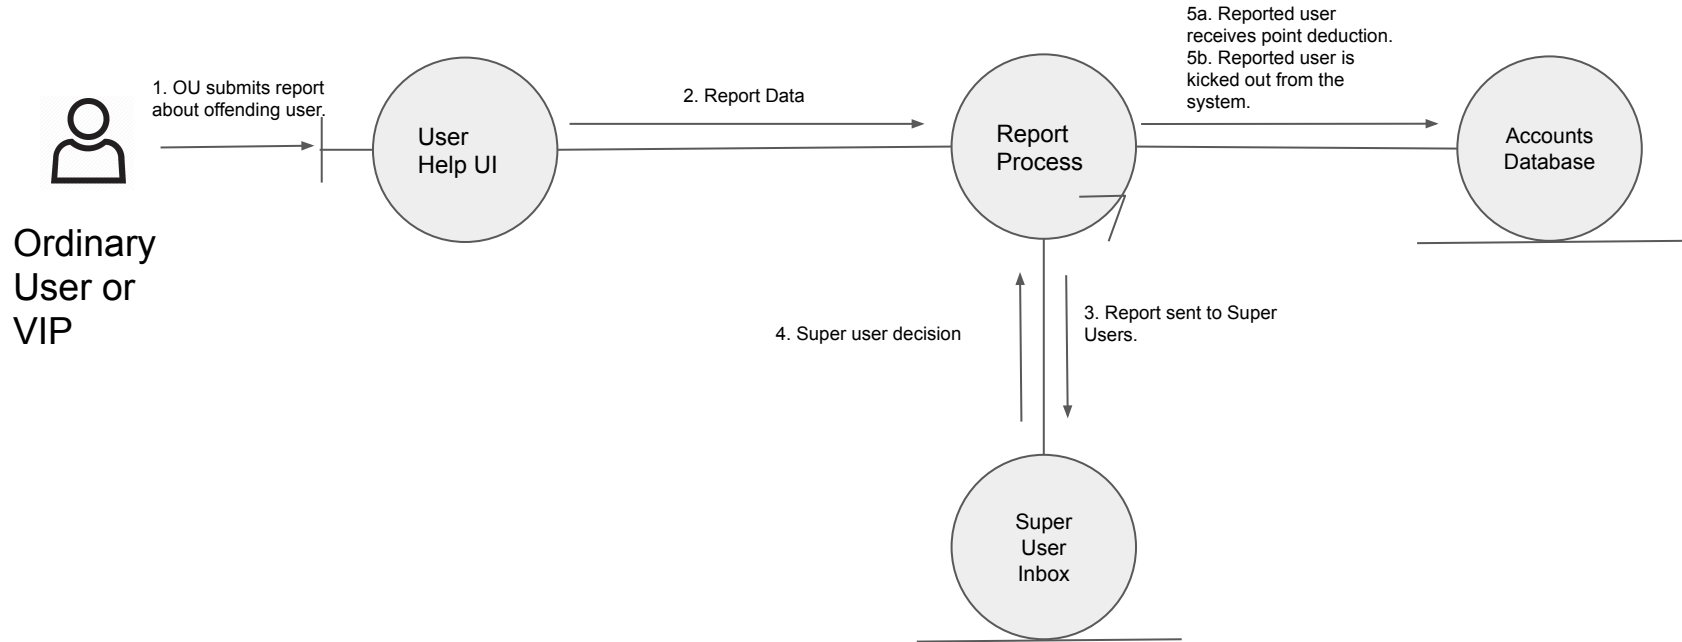 1. OU submits report
about offending user.
Ordinary
User or
VIP
User
Help UI
2. Report Data
Report
Process
5a. Reported user
receives point deduction.
5b. Reported user is
kicked out from the
system.
Accounts
Database
4. Super user decision
3. Report sent to Super
Users.
Super
User
Inbox